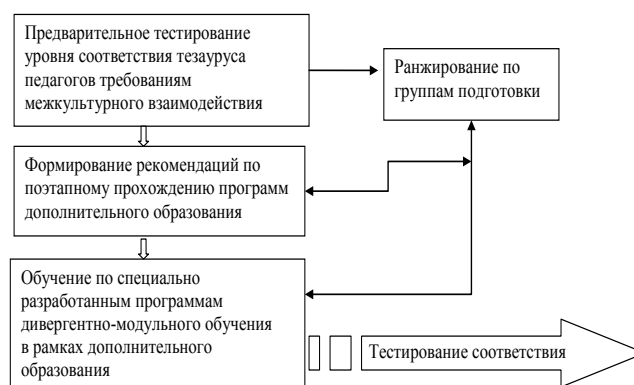 Предварительное тестирование
уровня соответствия тезауруса
педагогов требованиям
межкультурного взаимодействия
Ранжирование по
группам подготовки
Формирование рекомендаций по
поэтапному прохождению программ
дополнительного образования
Обучение по специально
разработанным программам
дивергентно-модульного обучения
в рамках дополнительного
образования
Тестирование соответствия